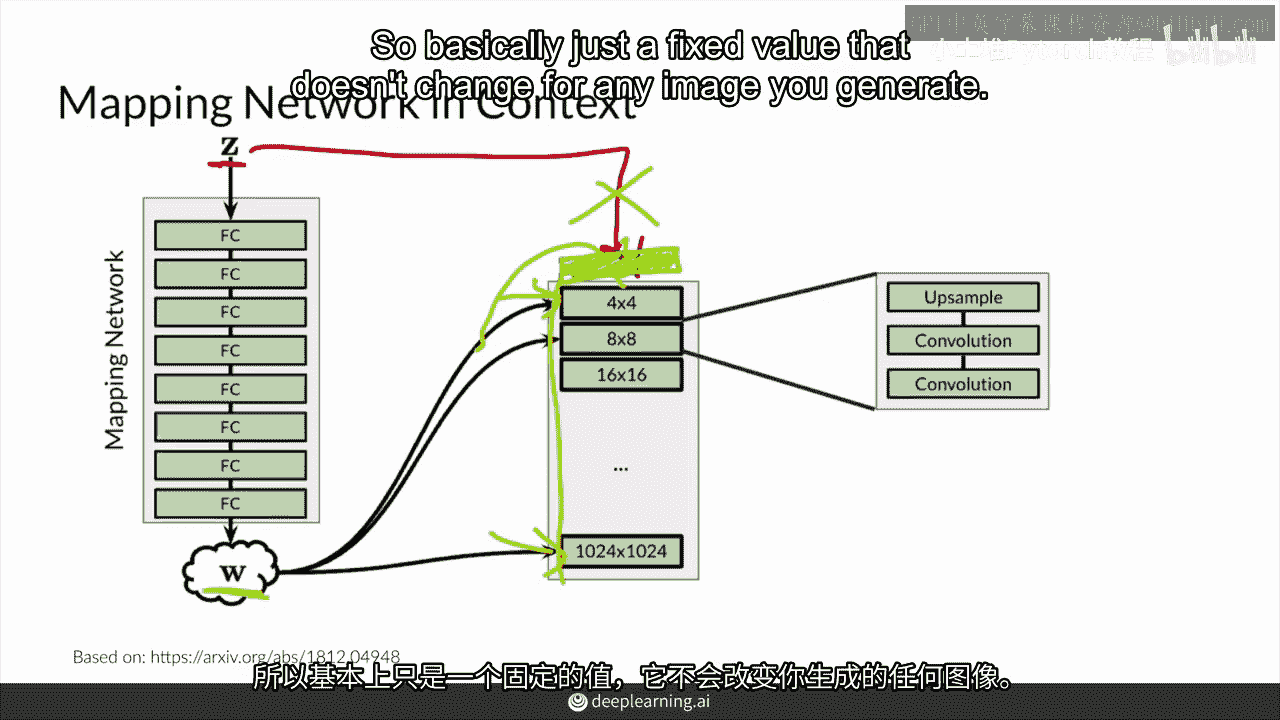 So basically just a fixed value that
doesn't change for any image you generate.
Mapping Network in Context
z
Mapping Network
FC
FC
FC
FC
FC
FC
FC
FC
w
4x4
8x8
16x16
...
1024x1024
Upsample
Convolution
Convolution
Based on: https://arxiv.org/abs/1812.04948
所以基本上只是一个固定的值，它不会改变你生成的任何图像。
deeplearning.ai
bilibili